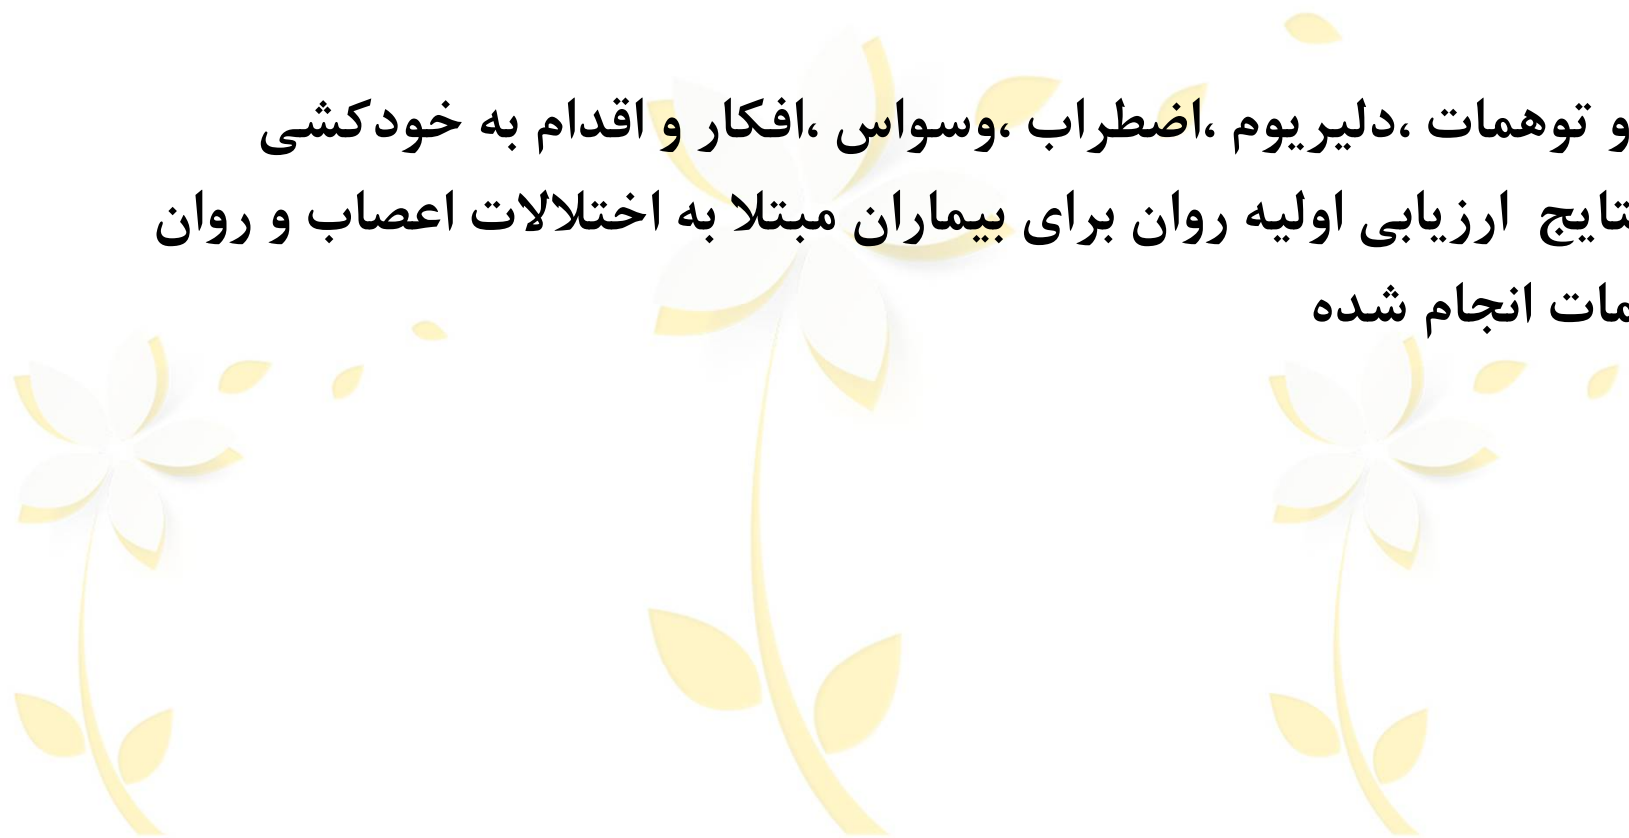 و توهمات ،دلیریوم ،اضطراب ،وسواس ،افکار و اقدام به خودکشی
ارزیابی اولیه روان برای بیماران مبتلا به اختلالات اعصاب و روان
انجام شده